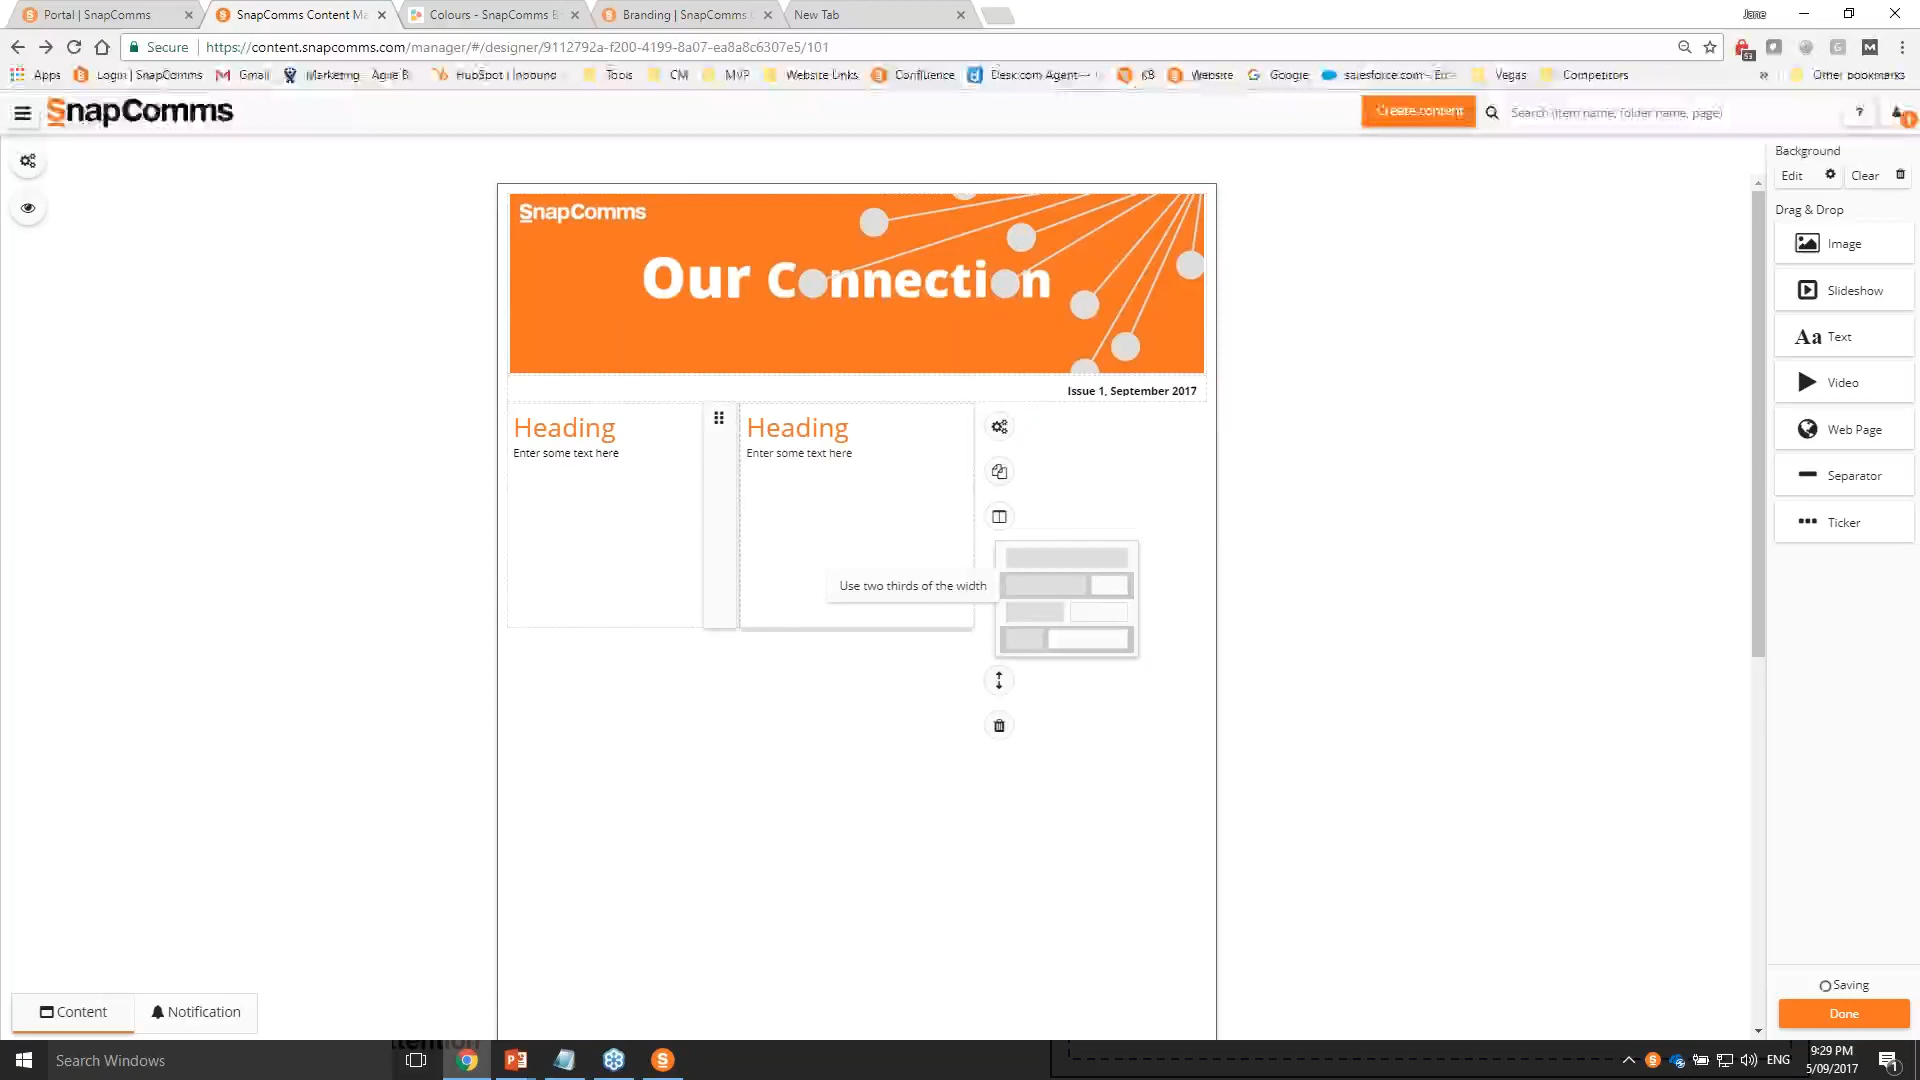 Portal | SnapComms
SnapComms Content Ma
Colours - SnapComms B
Branding | SnapComms
New Tab
Jane
Secure
https://content.snapcomms.com/manager/#/designer/9112792a-f200-4199-8a07-ea8a8c6307e5/101
Apps
Login | SnapComms
Gmail
Marketing
HubSpot | Inbound
Tools
CM
MVP
Website Links
Confluence
Desk.com Agent
KB
Website
Google
salesforce.com
Vegas
Competitors
»
Other bookmarks
SnapComms
Create content
Search (item name, folder name, page)
?
Background
Edit
Clear
Drag & Drop
Image
Slideshow
Aa Text
Video
Web Page
Separator
Ticker
SnapComms
Our Connection
Issue 1, September 2017
Heading
Enter some text here
Heading
Enter some text here
Use two thirds of the width
Saving
Done
Content
Notification
Search Windows
ENG
9:29 PM
5/09/2017